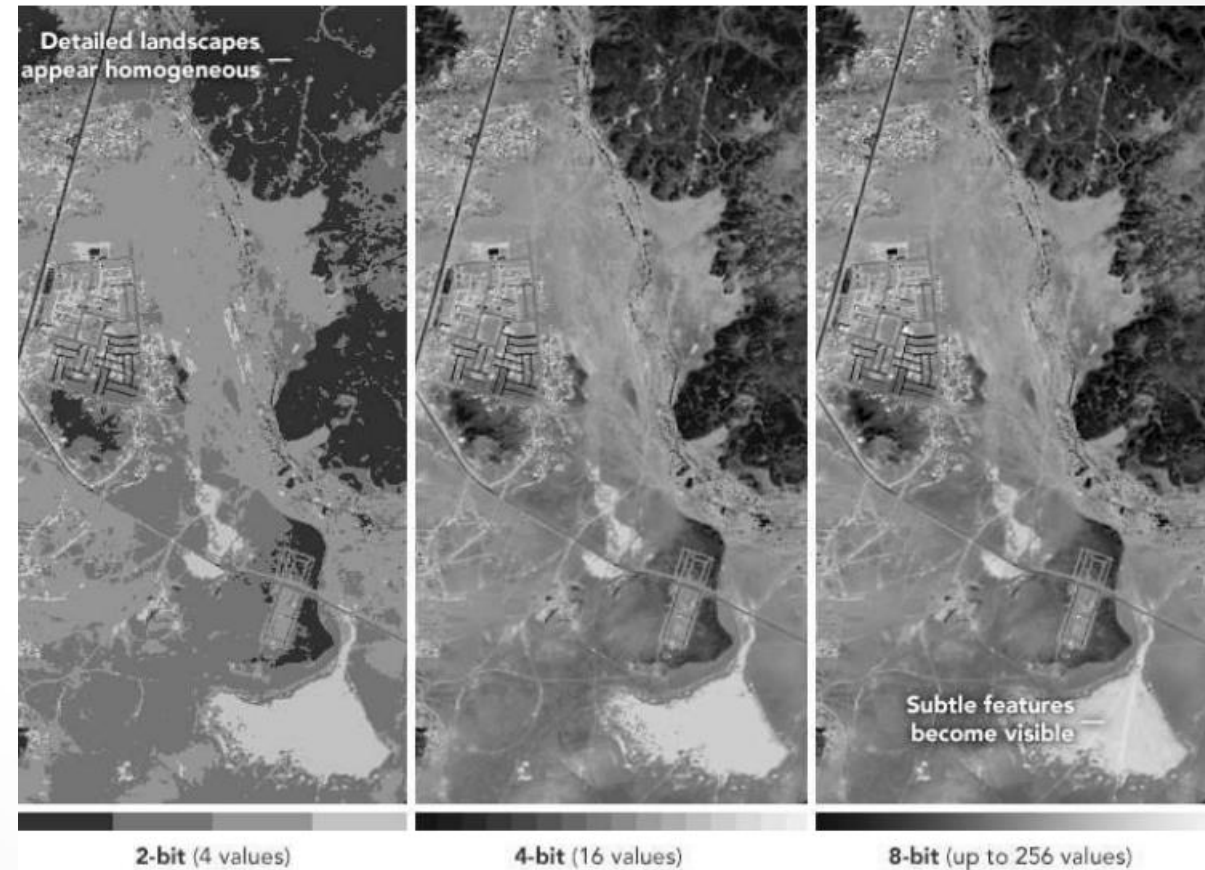 Detailed landscapes
appear homogeneous
Subtle features
become visible
2-bit (4 values)
4-bit (16 values)
8-bit (up to 256 values)